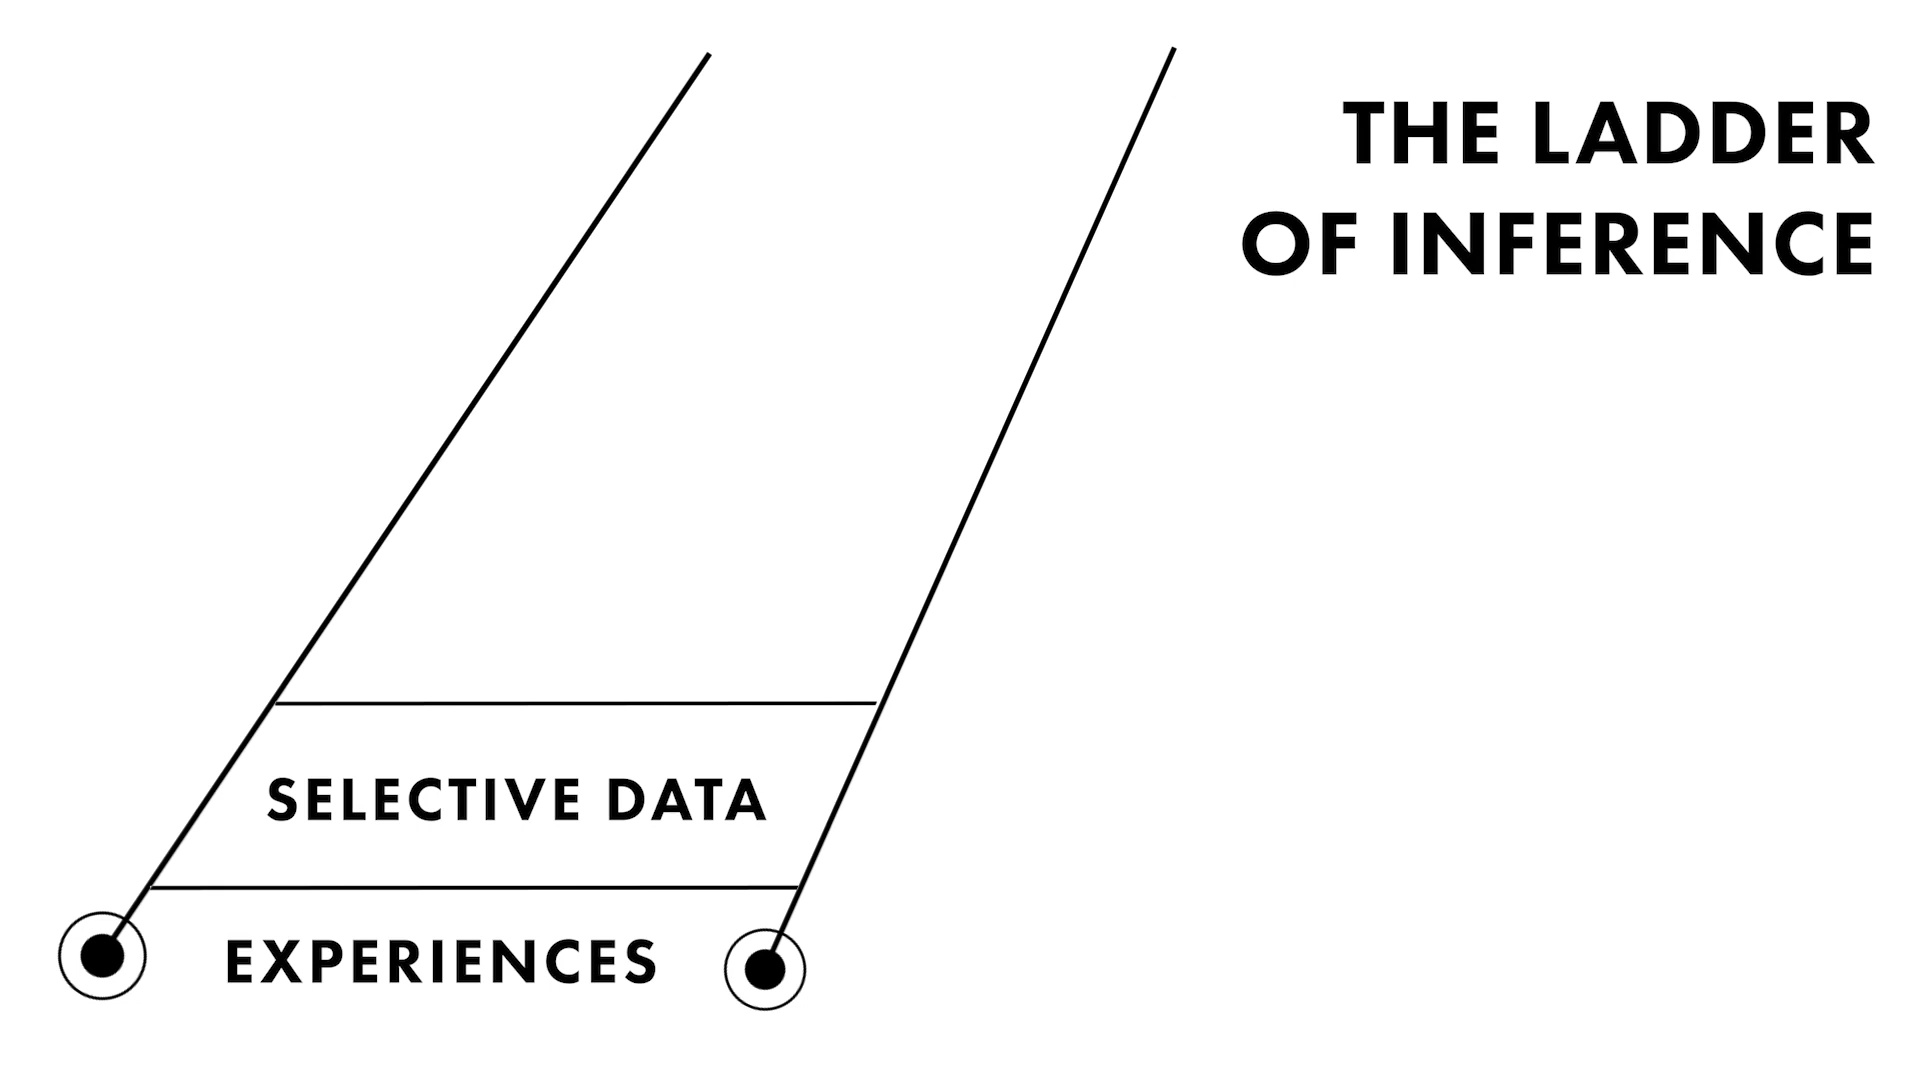 THE LADDER
OF INFERENCE
SELECTIVE DATA
EXPERIENCES